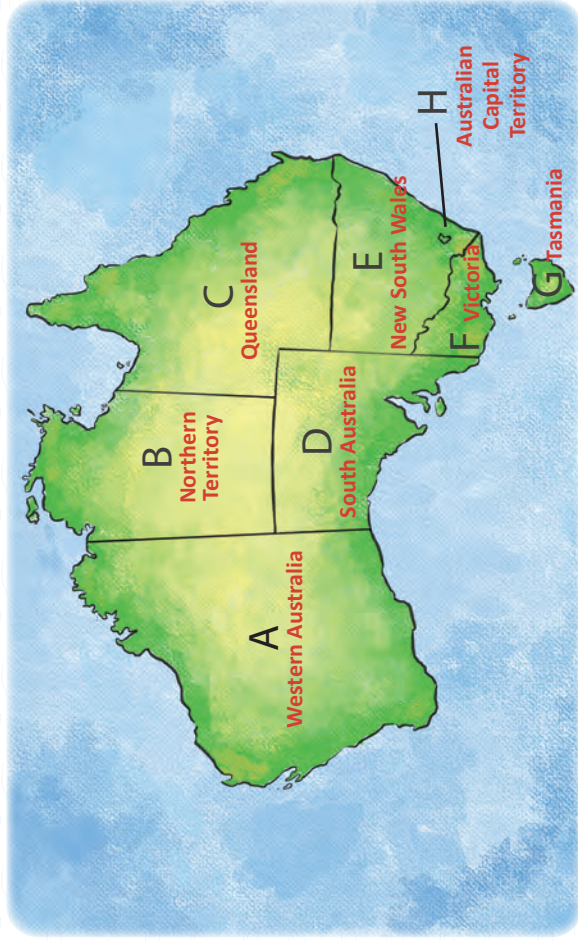 A
Western Australia
B
Northern
Territory
C
Queensland
D
South Australia
E
New South Wales
F
Victoria
G
Tasmania
H
Australian
Capital
Territory